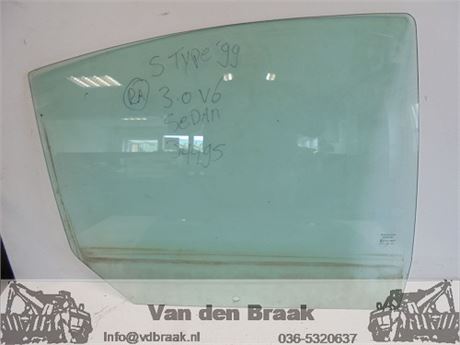 S Type '99
RA
3.0 V6
SEDAN
Van den Braak
Info@vdbraak.nl
036-5320637